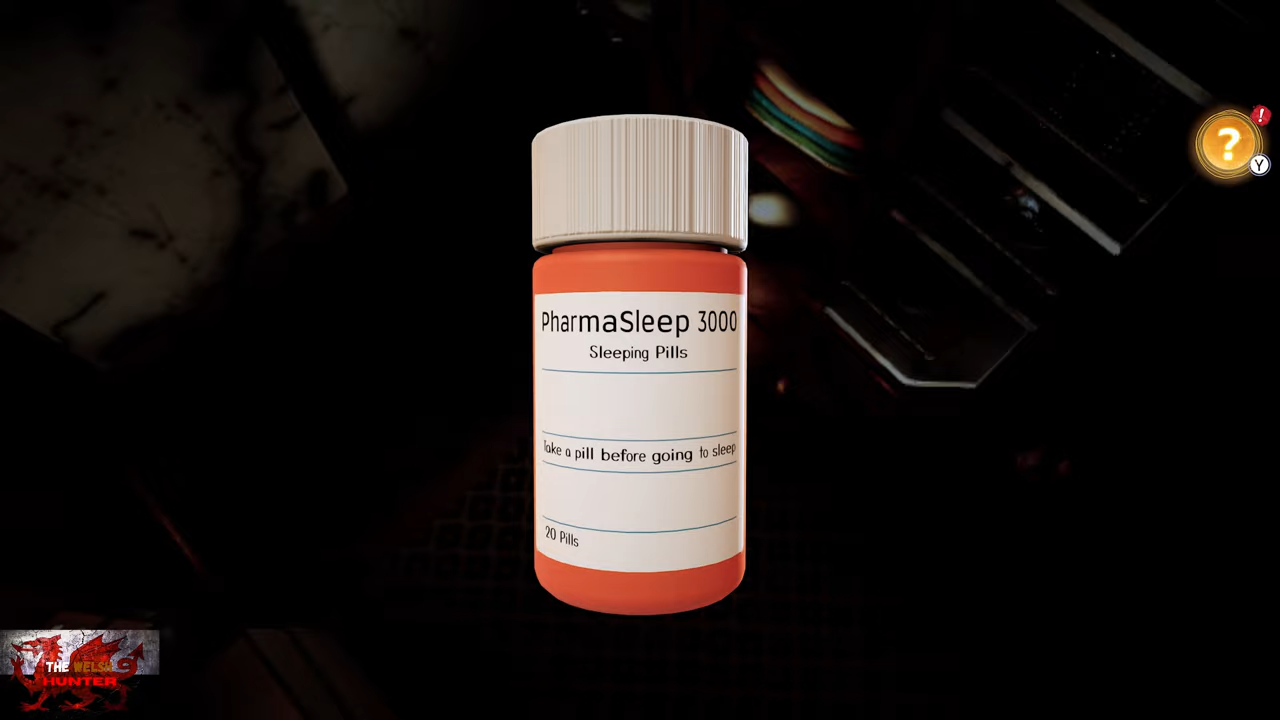 PharmaSleep 3000
Sleeping Pills
Take a pill before going to sleep
20 Pills
?
!
Y
THE WELSH
HUNTER